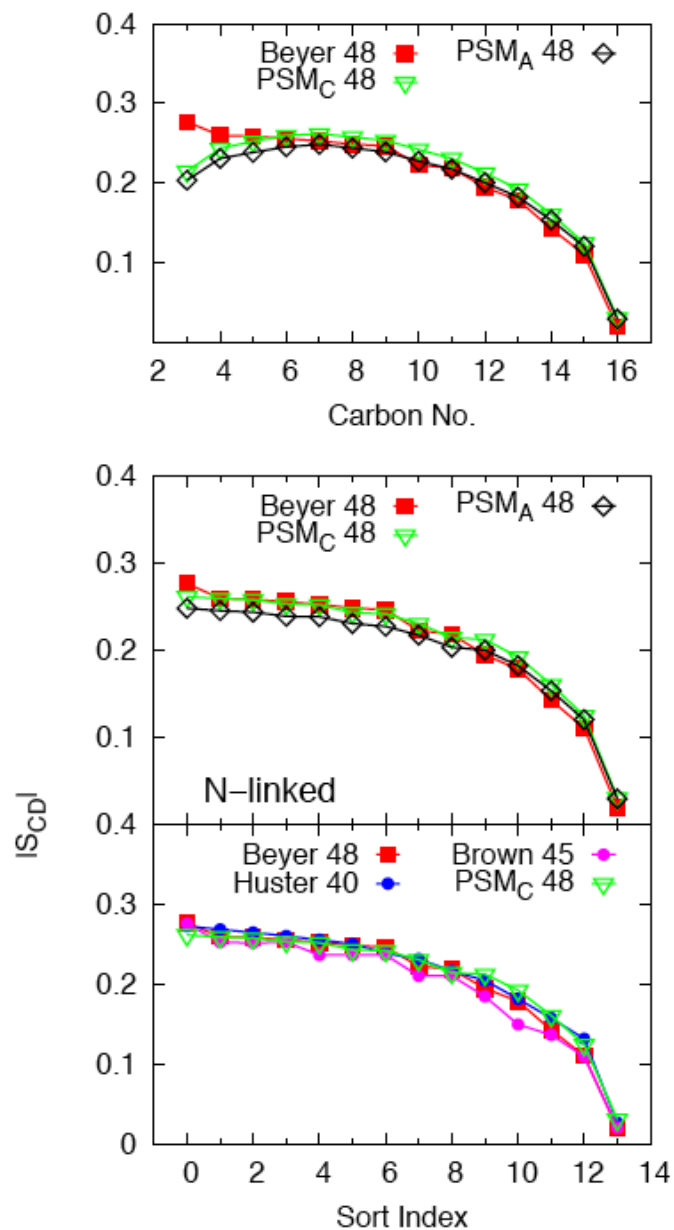 0.4
Beyer 48 PSM_A 48
PSM_C 48
0.3
0.2
0.1
2 4 6 8 10 12 14 16
Carbon No.
0.4
Beyer 48 PSM_A 48
PSM_C 48
0.3
0.2
0.1
N–linked
|S_CD|
0.4
Beyer 48 Brown 45
Huster 40 PSM_C 48
0.3
0.2
0.1
0
0 2 4 6 8 10 12 14
Sort Index